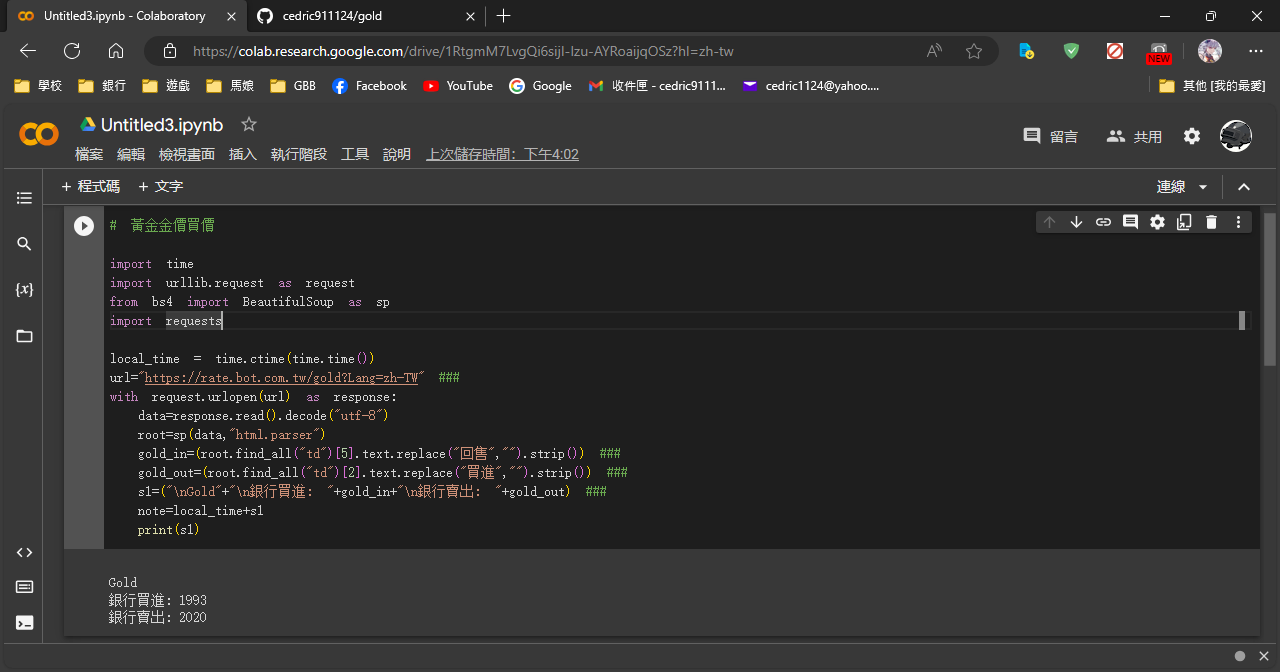 Untitled3.ipynb - Colaboratory
cedric911124/gold
https://colab.research.google.com/drive/1RtgmM7LvgQi6sijI-lzu-AYRoaijqOSz?hl=zh-tw
NEW
學校 銀行 遊戲 馬娘 GBB Facebook YouTube Google 收件匣 - cedric9111... cedric1124@yahoo.... 其他 [我的最愛]
CO Untitled3.ipynb
留言 共用
檔案 編輯 檢視畫面 插入 執行階段 工具 說明 上次儲存時間：下午4:02
+ 程式碼 + 文字 連線
# 黃金金價買價
import time
import urllib.request as request
from bs4 import BeautifulSoup as sp
import requests
local_time = time.ctime(time.time())
url="https://rate.bot.com.tw/gold?Lang=zh-TW" ###
with request.urlopen(url) as response:
data=response.read().decode("utf-8")
root=sp(data,"html.parser")
gold_in=(root.find_all("td")[5].text.replace("回售","").strip()) ###
gold_out=(root.find_all("td")[2].text.replace("買進","").strip()) ###
s1=("\nGold"+"\n銀行買進: "+gold_in+"\n銀行賣出: "+gold_out) ###
note=local_time+s1
print(s1)
Gold
銀行買進: 1993
銀行賣出: 2020